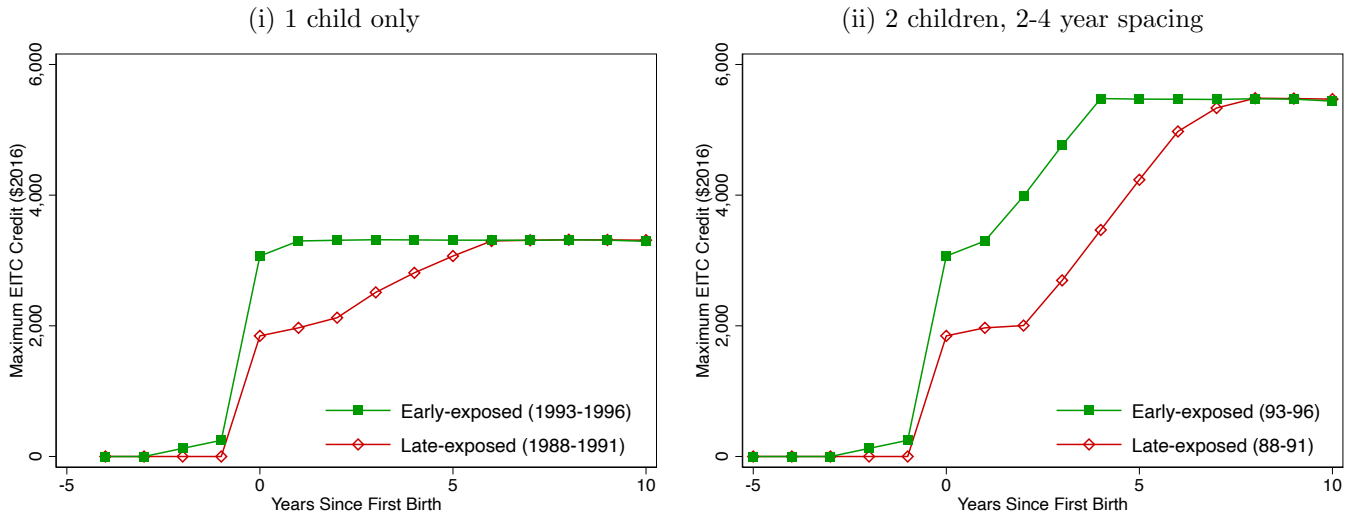 (i) 1 child only
Maximum EITC Credit ($2016)
6,000
4,000
2,000
0
Early-exposed (1993-1996)
Late-exposed (1988-1991)
-5 0 5 10
Years Since First Birth
(ii) 2 children, 2-4 year spacing
Maximum EITC Credit ($2016)
6,000
4,000
2,000
0
Early-exposed (93-96)
Late-exposed (88-91)
-5 0 5 10
Years Since First Birth